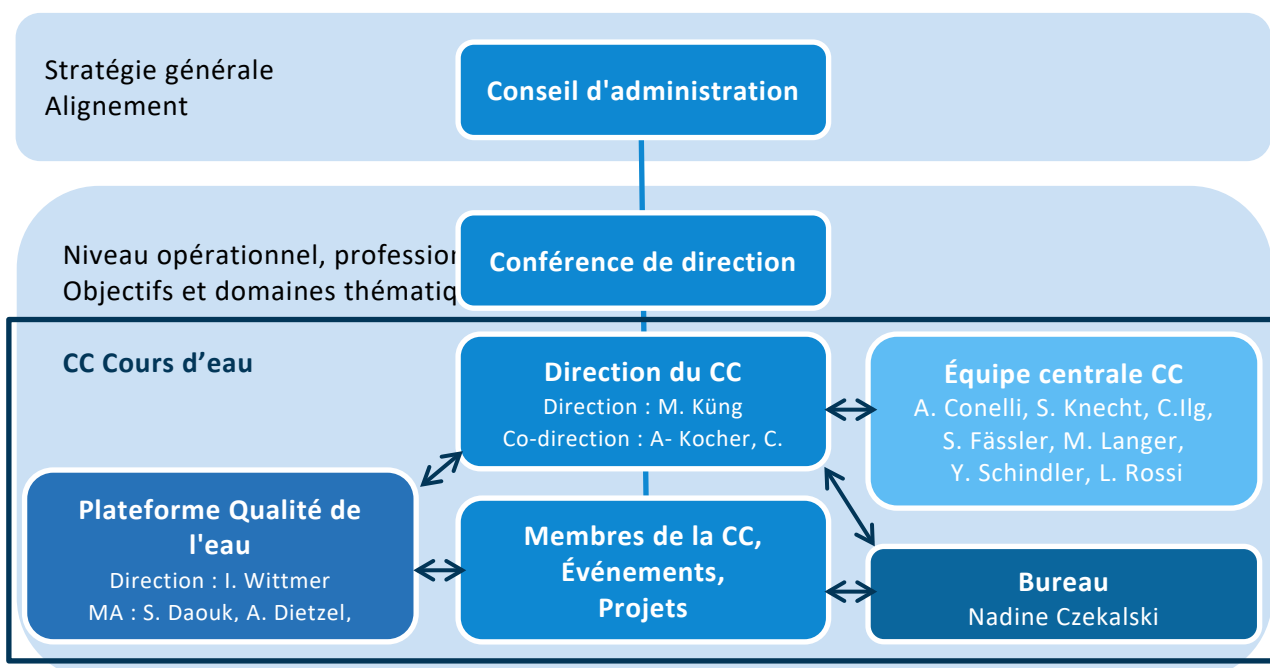 Stratégie générale
Alignement
Conseil d'administration
Niveau opérationnel, profession
Objectifs et domaines thématiq
Conférence de direction
CC Cours d’eau
Direction du CC
Direction : M. Küng
Co-direction : A- Kocher, C.
Équipe centrale CC
A. Conelli, S. Knecht, C.Ilg,
S. Fässler, M. Langer,
Y. Schindler, L. Rossi
Plateforme Qualité de
l'eau
Direction : I. Wittmer
MA : S. Daouk, A. Dietzel,
Membres de la CC,
Événements,
Projets
Bureau
Nadine Czekalski